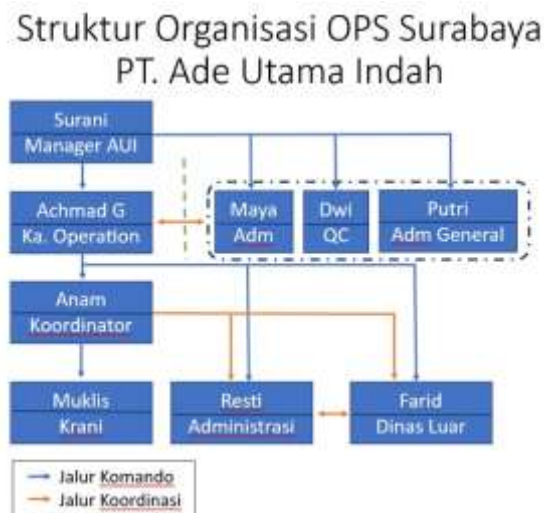 Struktur Organisasi OPS Surabaya
PT. Ade Utama Indah
Surani
Manager AUI
Achmad G
Ka. Operation
Maya
Adm
Dwi
QC
Putri
Adm General
Anam
Koordinator
Muklis
Krani
Resti
Administrasi
Farid
Dinas Luar
Jalur Komando
Jalur Koordinasi